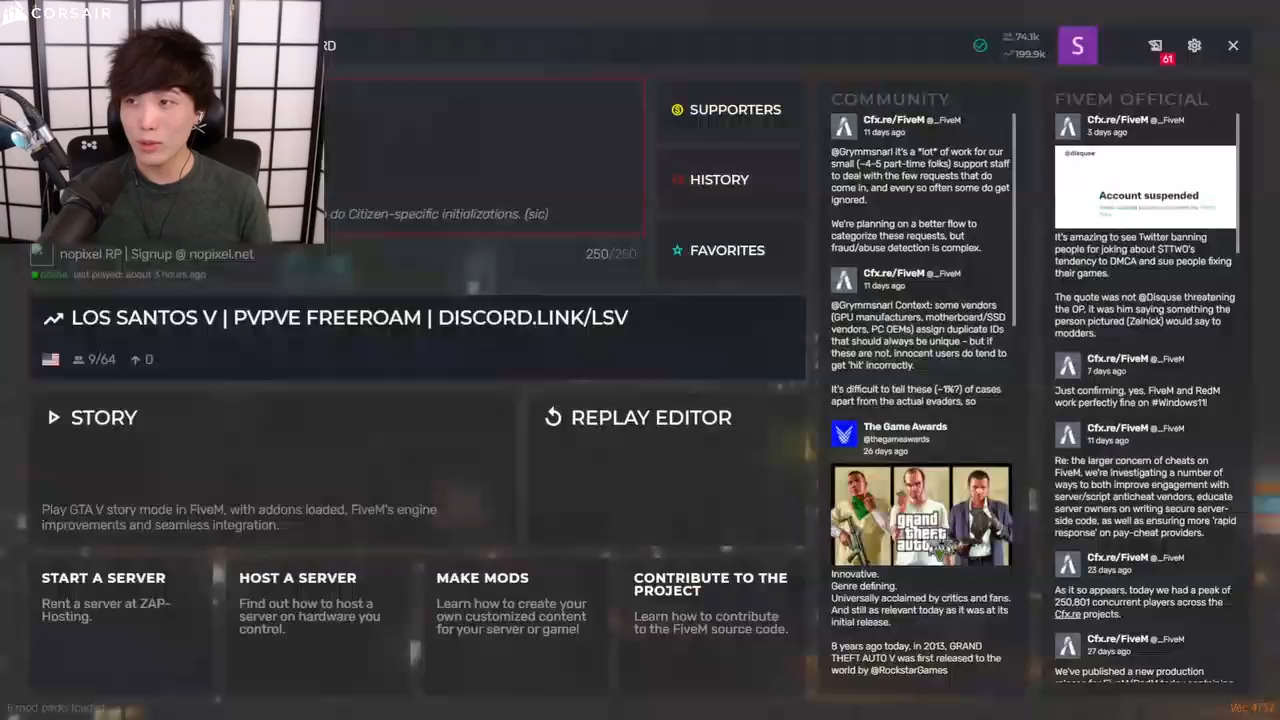 CORSAIR
RD
74.1k
199.9k
S
61
do Citizen-specific initializations. (sic)
nopixel RP | Signup @ nopixel.net
250/250
online last played: about 3 hours ago
SUPPORTERS
HISTORY
FAVORITES
LOS SANTOS V | PVPVE FREEROAM | DISCORD.LINK/LSV
9/64
0
STORY
Play GTA V story mode in FiveM, with addons loaded, FiveM's engine
improvements and seamless integration.
REPLAY EDITOR
START A SERVER
Rent a server at ZAP-
Hosting.
HOST A SERVER
Find out how to host a
server on hardware you
control.
MAKE MODS
Learn how to create your
own customized content
for your server or game!
CONTRIBUTE TO THE
PROJECT
Learn how to contribute
to the FiveM source code.
COMMUNITY
Cfx.re/FiveM @_FiveM
11 days ago
@Grymmsnarl it's a *lot* of work for our
small (~4-5 part-time folks) support staff
to deal with the few requests that do
come in, and every so often some do get
ignored.
We're planning on a better flow to
categorize these requests, but
fraud/abuse detection is complex.
Cfx.re/FiveM @_FiveM
11 days ago
@Grymmsnarl Context: some vendors
(GPU manufacturers, motherboard/SSD
vendors, PC OEMs) assign duplicate IDs
that should always be unique - but if
these are not, innocent users do tend to
get 'hit' incorrectly.
It's difficult to tell these (~1%?) of cases
apart from the actual evaders, so
The Game Awards
@thegameawards
26 days ago
grand
theft
auto
Innovative.
Genre defining.
Universally acclaimed by critics and fans.
And still as relevant today as it was at its
initial release.
8 years ago today, in 2013, GRAND
THEFT AUTO V was first released to the
world by @RockstarGames
FIVEM OFFICIAL
Cfx.re/FiveM @_FiveM
3 days ago
@disquse
Account suspended
It's amazing to see Twitter banning
people for joking about $TTWO's
tendency to DMCA and sue people fixing
their games.
The quote was not @Disquse threatening
the OP, it was him saying something the
person pictured (Zelnick) would say to
modders.
Cfx.re/FiveM @_FiveM
7 days ago
Just confirming, yes, FiveM and RedM
work perfectly fine on #Windows11!
Cfx.re/FiveM @_FiveM
11 days ago
Re: the larger concern of cheats on
FiveM, we're investigating a number of
ways to both improve engagement with
server/script anticheat vendors, educate
server owners on writing secure server-
side code, as well as ensuring more 'rapid
response' on pay-cheat providers.
Cfx.re/FiveM @_FiveM
23 days ago
As it so appears, today we had a peak of
250,801 concurrent players across the
Cfx.re projects.
Cfx.re/FiveM @_FiveM
27 days ago
We've published a new production
6 mod packs loaded
Ver. 4752